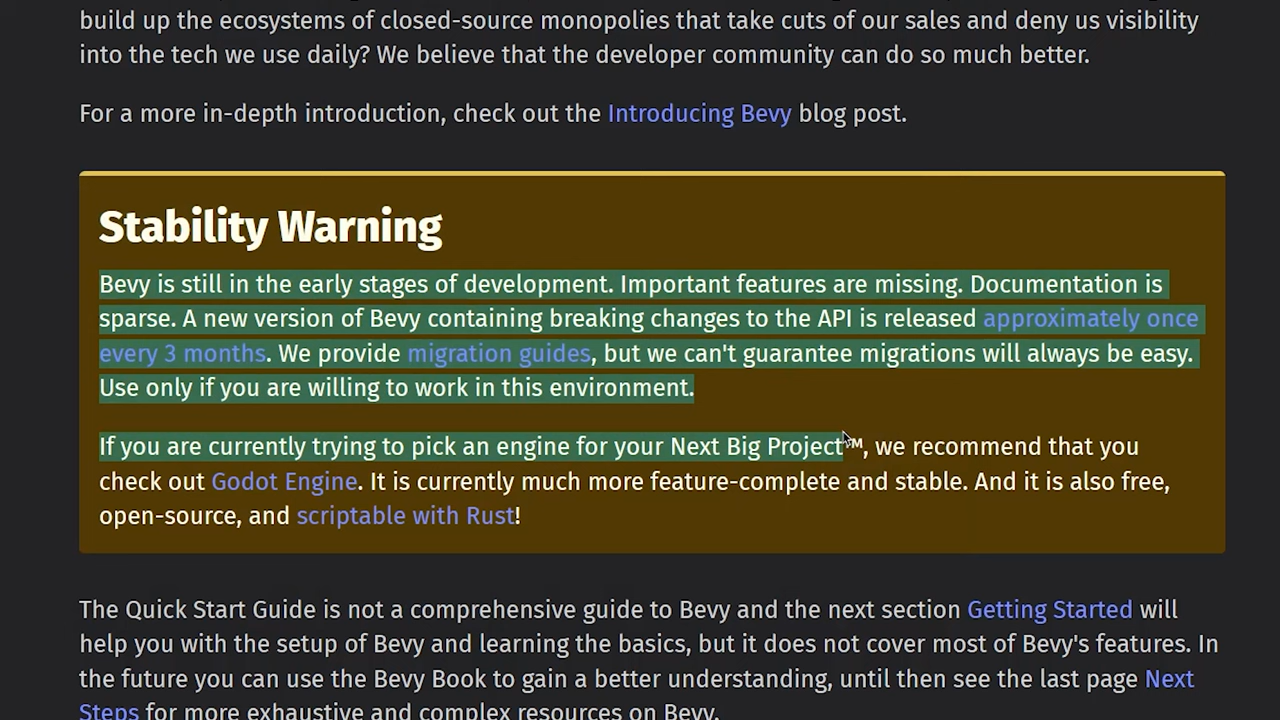 build up the ecosystems of closed-source monopolies that take cuts of our sales and deny us visibility
into the tech we use daily? We believe that the developer community can do so much better.
For a more in-depth introduction, check out the Introducing Bevy blog post.
Stability Warning
Bevy is still in the early stages of development. Important features are missing. Documentation is
sparse. A new version of Bevy containing breaking changes to the API is released approximately once
every 3 months. We provide migration guides, but we can't guarantee migrations will always be easy.
Use only if you are willing to work in this environment.
If you are currently trying to pick an engine for your Next Big Project™, we recommend that you
check out Godot Engine. It is currently much more feature-complete and stable. And it is also free,
open-source, and scriptable with Rust!
The Quick Start Guide is not a comprehensive guide to Bevy and the next section Getting Started will
help you with the setup of Bevy and learning the basics, but it does not cover most of Bevy's features. In
the future you can use the Bevy Book to gain a better understanding, until then see the last page Next
Steps for more exhaustive and complex resources on Bevy.